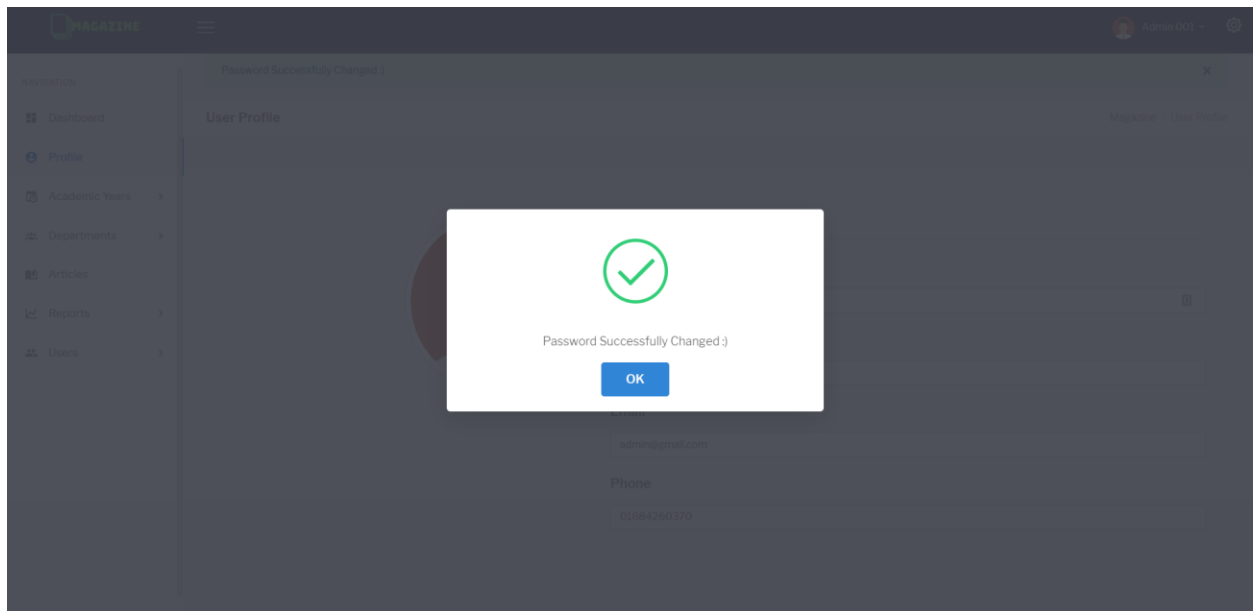 MAGAZINE
Admin 001
Password Successfully Changed :)
x
NAVIGATION
Dashboard
User Profile
Magazine / User Profile
Profile
Academic Years
Departments
Articles
Reports
Users
Password Successfully Changed :)
OK
Email
admin@gmail.com
Phone